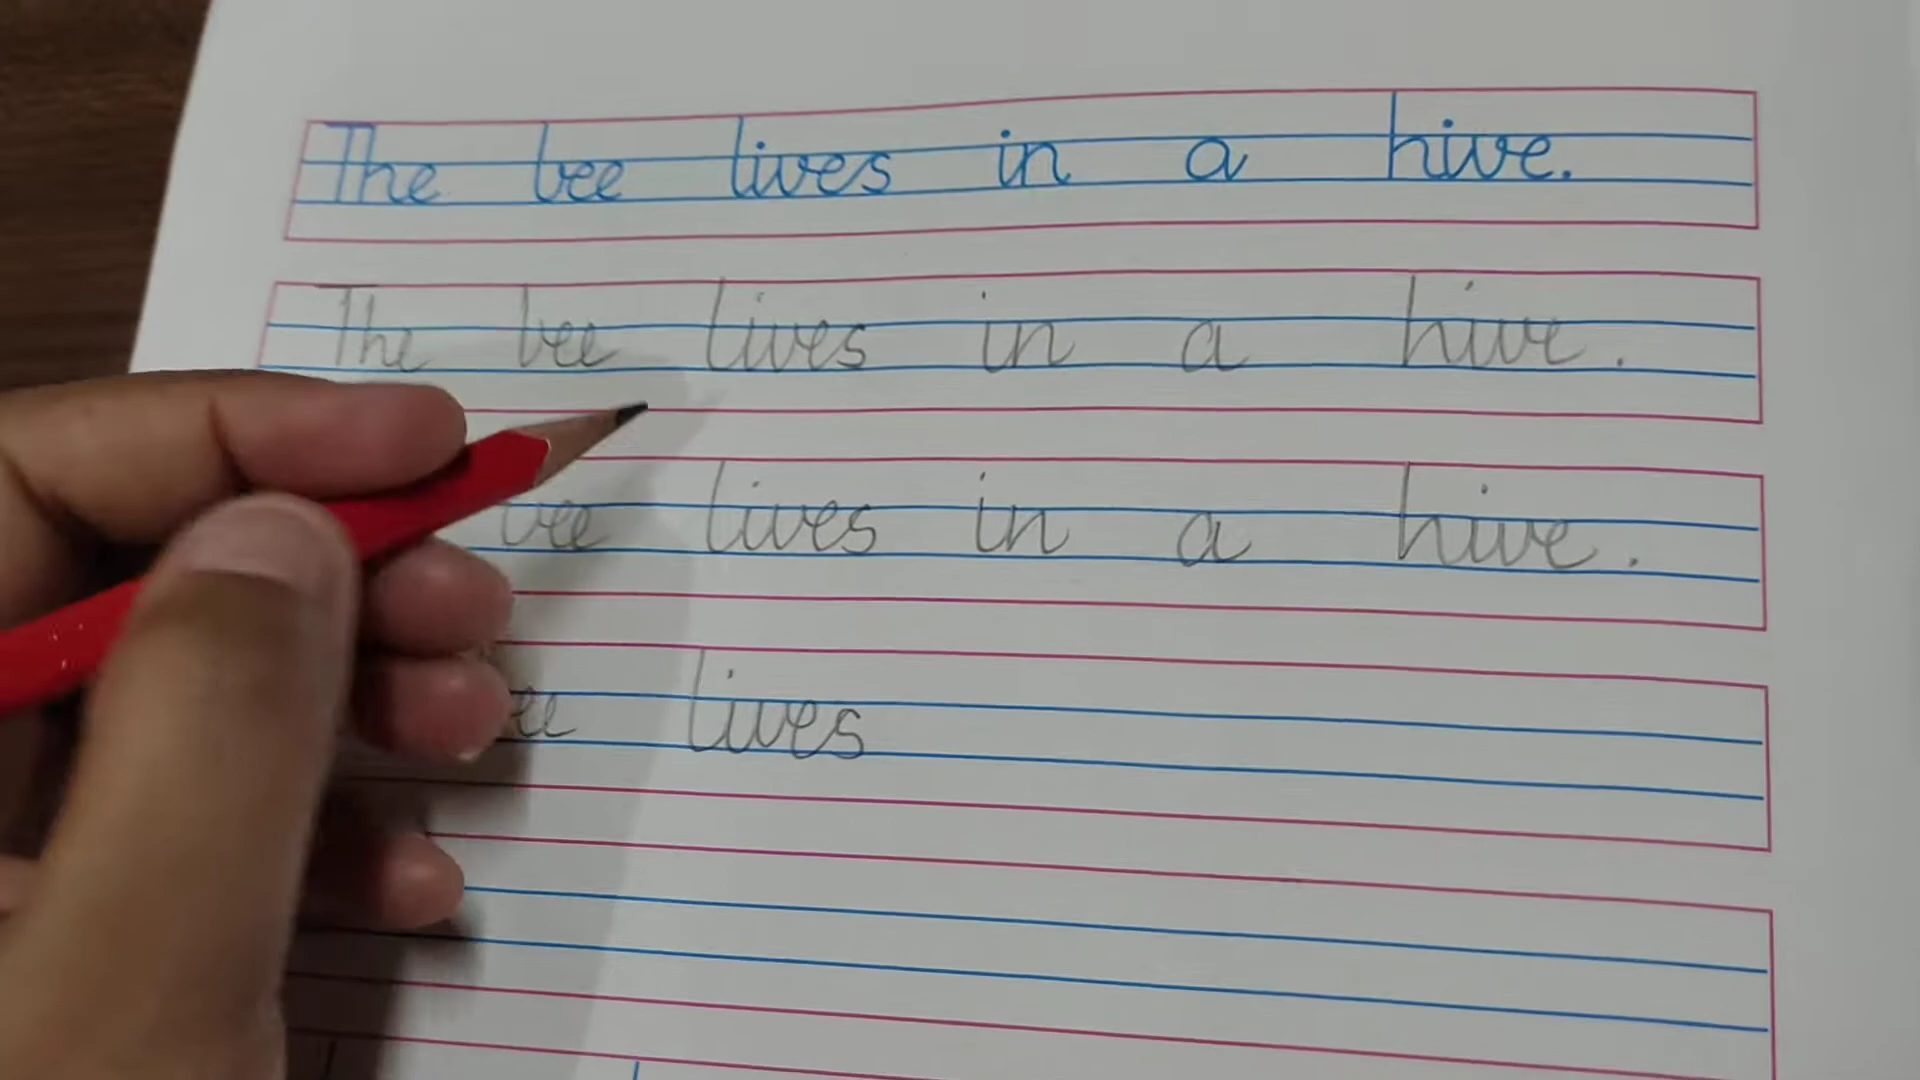 The bee lives in a hive.
The bee lives in a hive.
bee lives in a hive.
lives